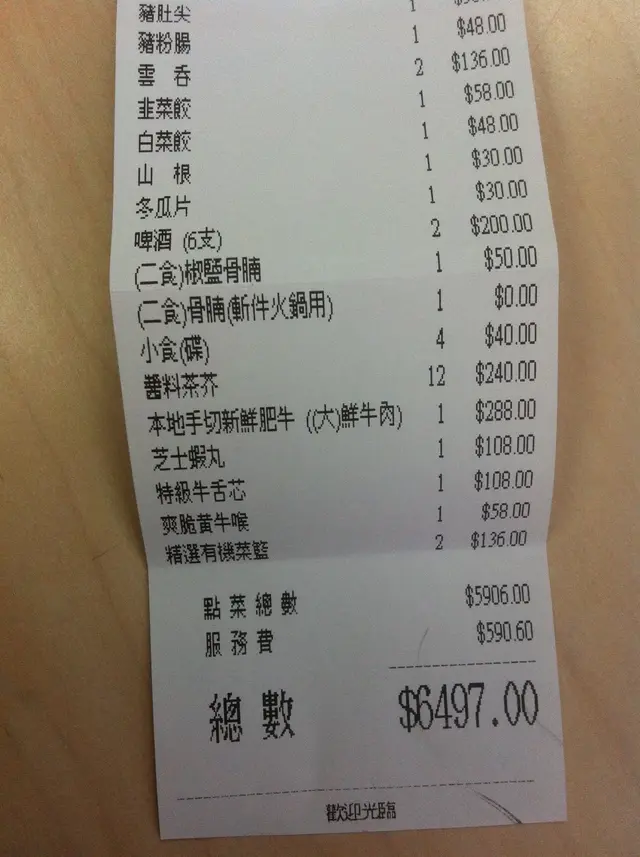 豬肚尖 1
豬粉腸 1 $48.00
雲呑 2 $136.00
韭菜餃 1 $58.00
白菜餃 1 $48.00
山根 1 $30.00
冬瓜片 1 $30.00
啤酒 (6支) 2 $200.00
(二食)椒鹽骨腩 1 $50.00
(二食)骨腩(斬件火鍋用) 1 $0.00
小食(碟) 4 $40.00
醬料茶芥 12 $240.00
本地手切新鮮肥牛 ((大)鮮牛肉) 1 $288.00
芝士蝦丸 1 $108.00
特級牛舌芯 1 $108.00
爽脆黃牛喉 1 $58.00
精選有機菜籃 2 $136.00
點菜總數 $5906.00
服務費 $590.60
總數 $6497.00
歡迎光臨